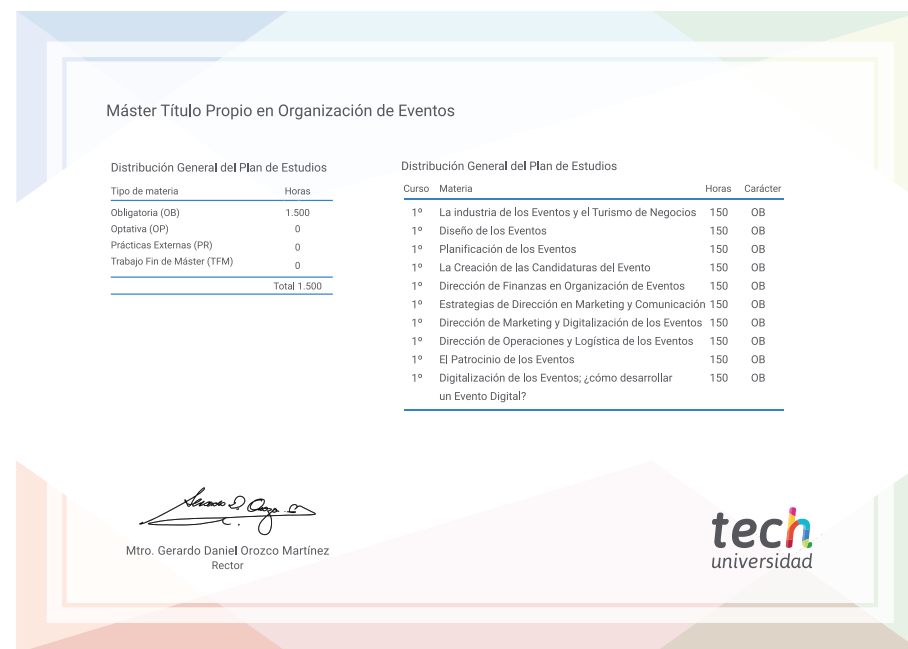 Máster Título Propio en Organización de Eventos
Distribución General del Plan de Estudios
Tipo de materia Horas
Obligatoria (OB) 1.500
Optativa (OP) 0
Prácticas Externas (PR) 0
Trabajo Fin de Máster (TFM) 0
Total 1.500
Distribución General del Plan de Estudios
Curso Materia Horas Carácter
1º La industria de los Eventos y el Turismo de Negocios 150 OB
1º Diseño de los Eventos 150 OB
1º Planificación de los Eventos 150 OB
1º La Creación de las Candidaturas del Evento 150 OB
1º Dirección de Finanzas en Organización de Eventos 150 OB
1º Estrategias de Dirección en Marketing y Comunicación 150 OB
1º Dirección de Marketing y Digitalización de los Eventos 150 OB
1º Dirección de Operaciones y Logística de los Eventos 150 OB
1º El Patrocinio de los Eventos 150 OB
1º Digitalización de los Eventos; ¿cómo desarrollar 150 OB
un Evento Digital?
Mtro. Gerardo Daniel Orozco Martínez
Rector
tech
universidad